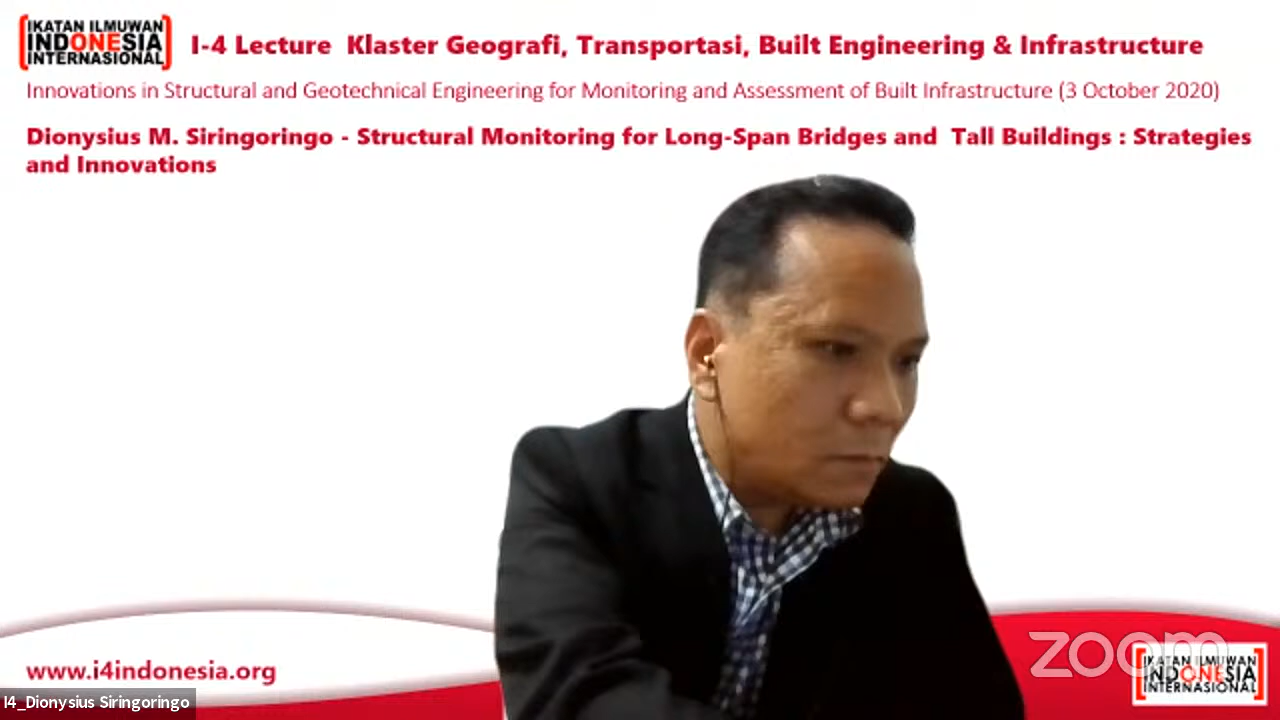 IKATAN ILMUWAN
INDONESIA
INTERNASIONAL
I-4 Lecture Klaster Geografi, Transportasi, Built Engineering & Infrastructure
Innovations in Structural and Geotechnical Engineering for Monitoring and Assessment of Built Infrastructure (3 October 2020)
Dionysius M. Siringoringo - Structural Monitoring for Long-Span Bridges and Tall Buildings : Strategies
and Innovations
www.i4indonesia.org
I4_Dionysius Siringoringo
zoom
IKATAN ILMUWAN
INDONESIA
INTERNASIONAL